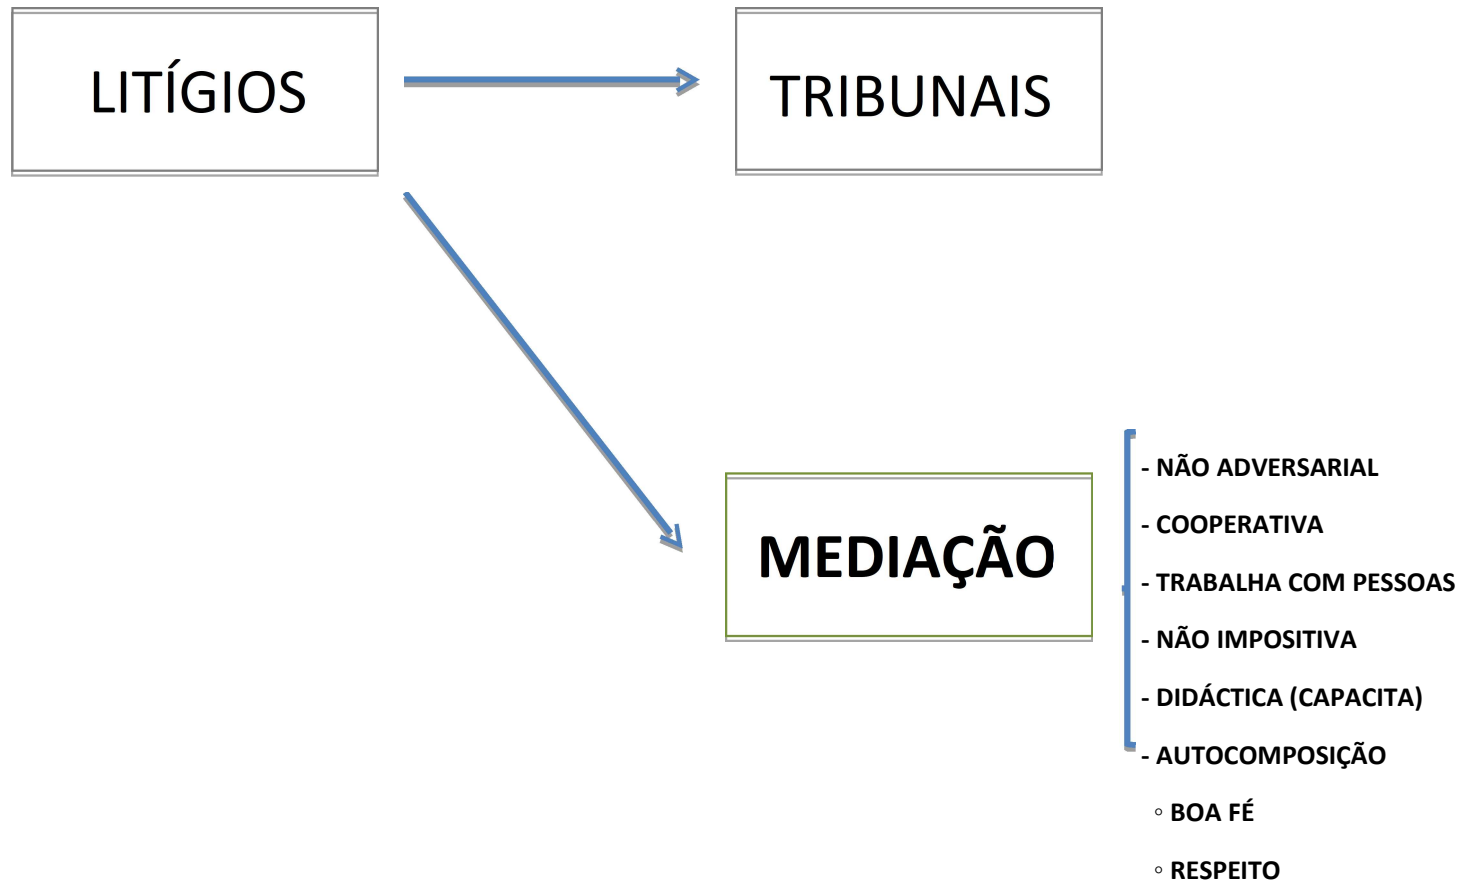 LITÍGIOS
TRIBUNAIS
MEDIAÇÃO
- NÃO ADVERSARIAL
- COOPERATIVA
- TRABALHA COM PESSOAS
- NÃO IMPOSITIVA
- DIDÁCTICA (CAPACITA)
- AUTOCOMPOSIÇÃO
◦ BOA FÉ
◦ RESPEITO